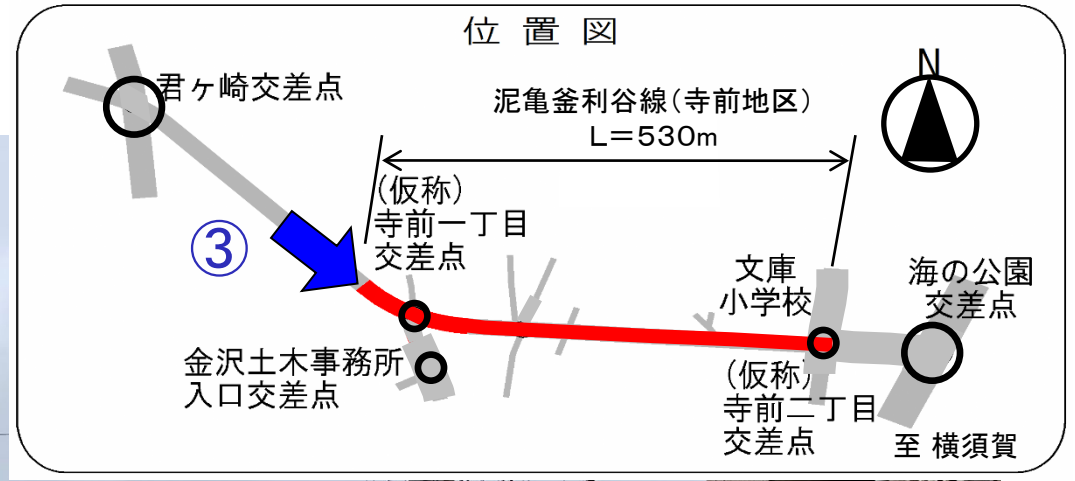 位置図
N
君ヶ崎交差点
泥亀釜利谷線(寺前地区)
L=530m
(仮称)
寺前一丁目
交差点
③
文庫
小学校
海の公園
交差点
金沢土木事務所
入口交差点
(仮称)
寺前二丁目
交差点
至 横須賀